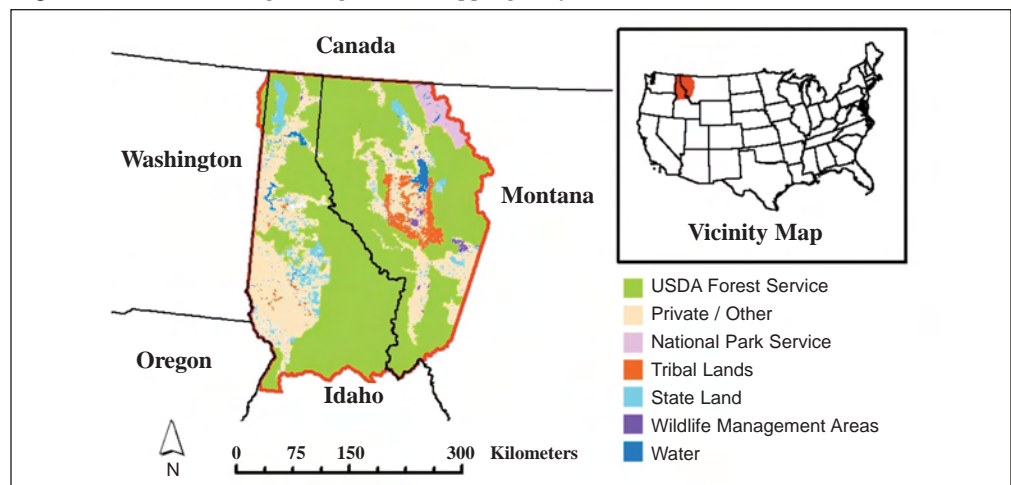 Canada
Washington
Montana
Oregon
Idaho
N
0 75 150 300 Kilometers
Vicinity Map
USDA Forest Service
Private / Other
National Park Service
Tribal Lands
State Land
Wildlife Management Areas
Water